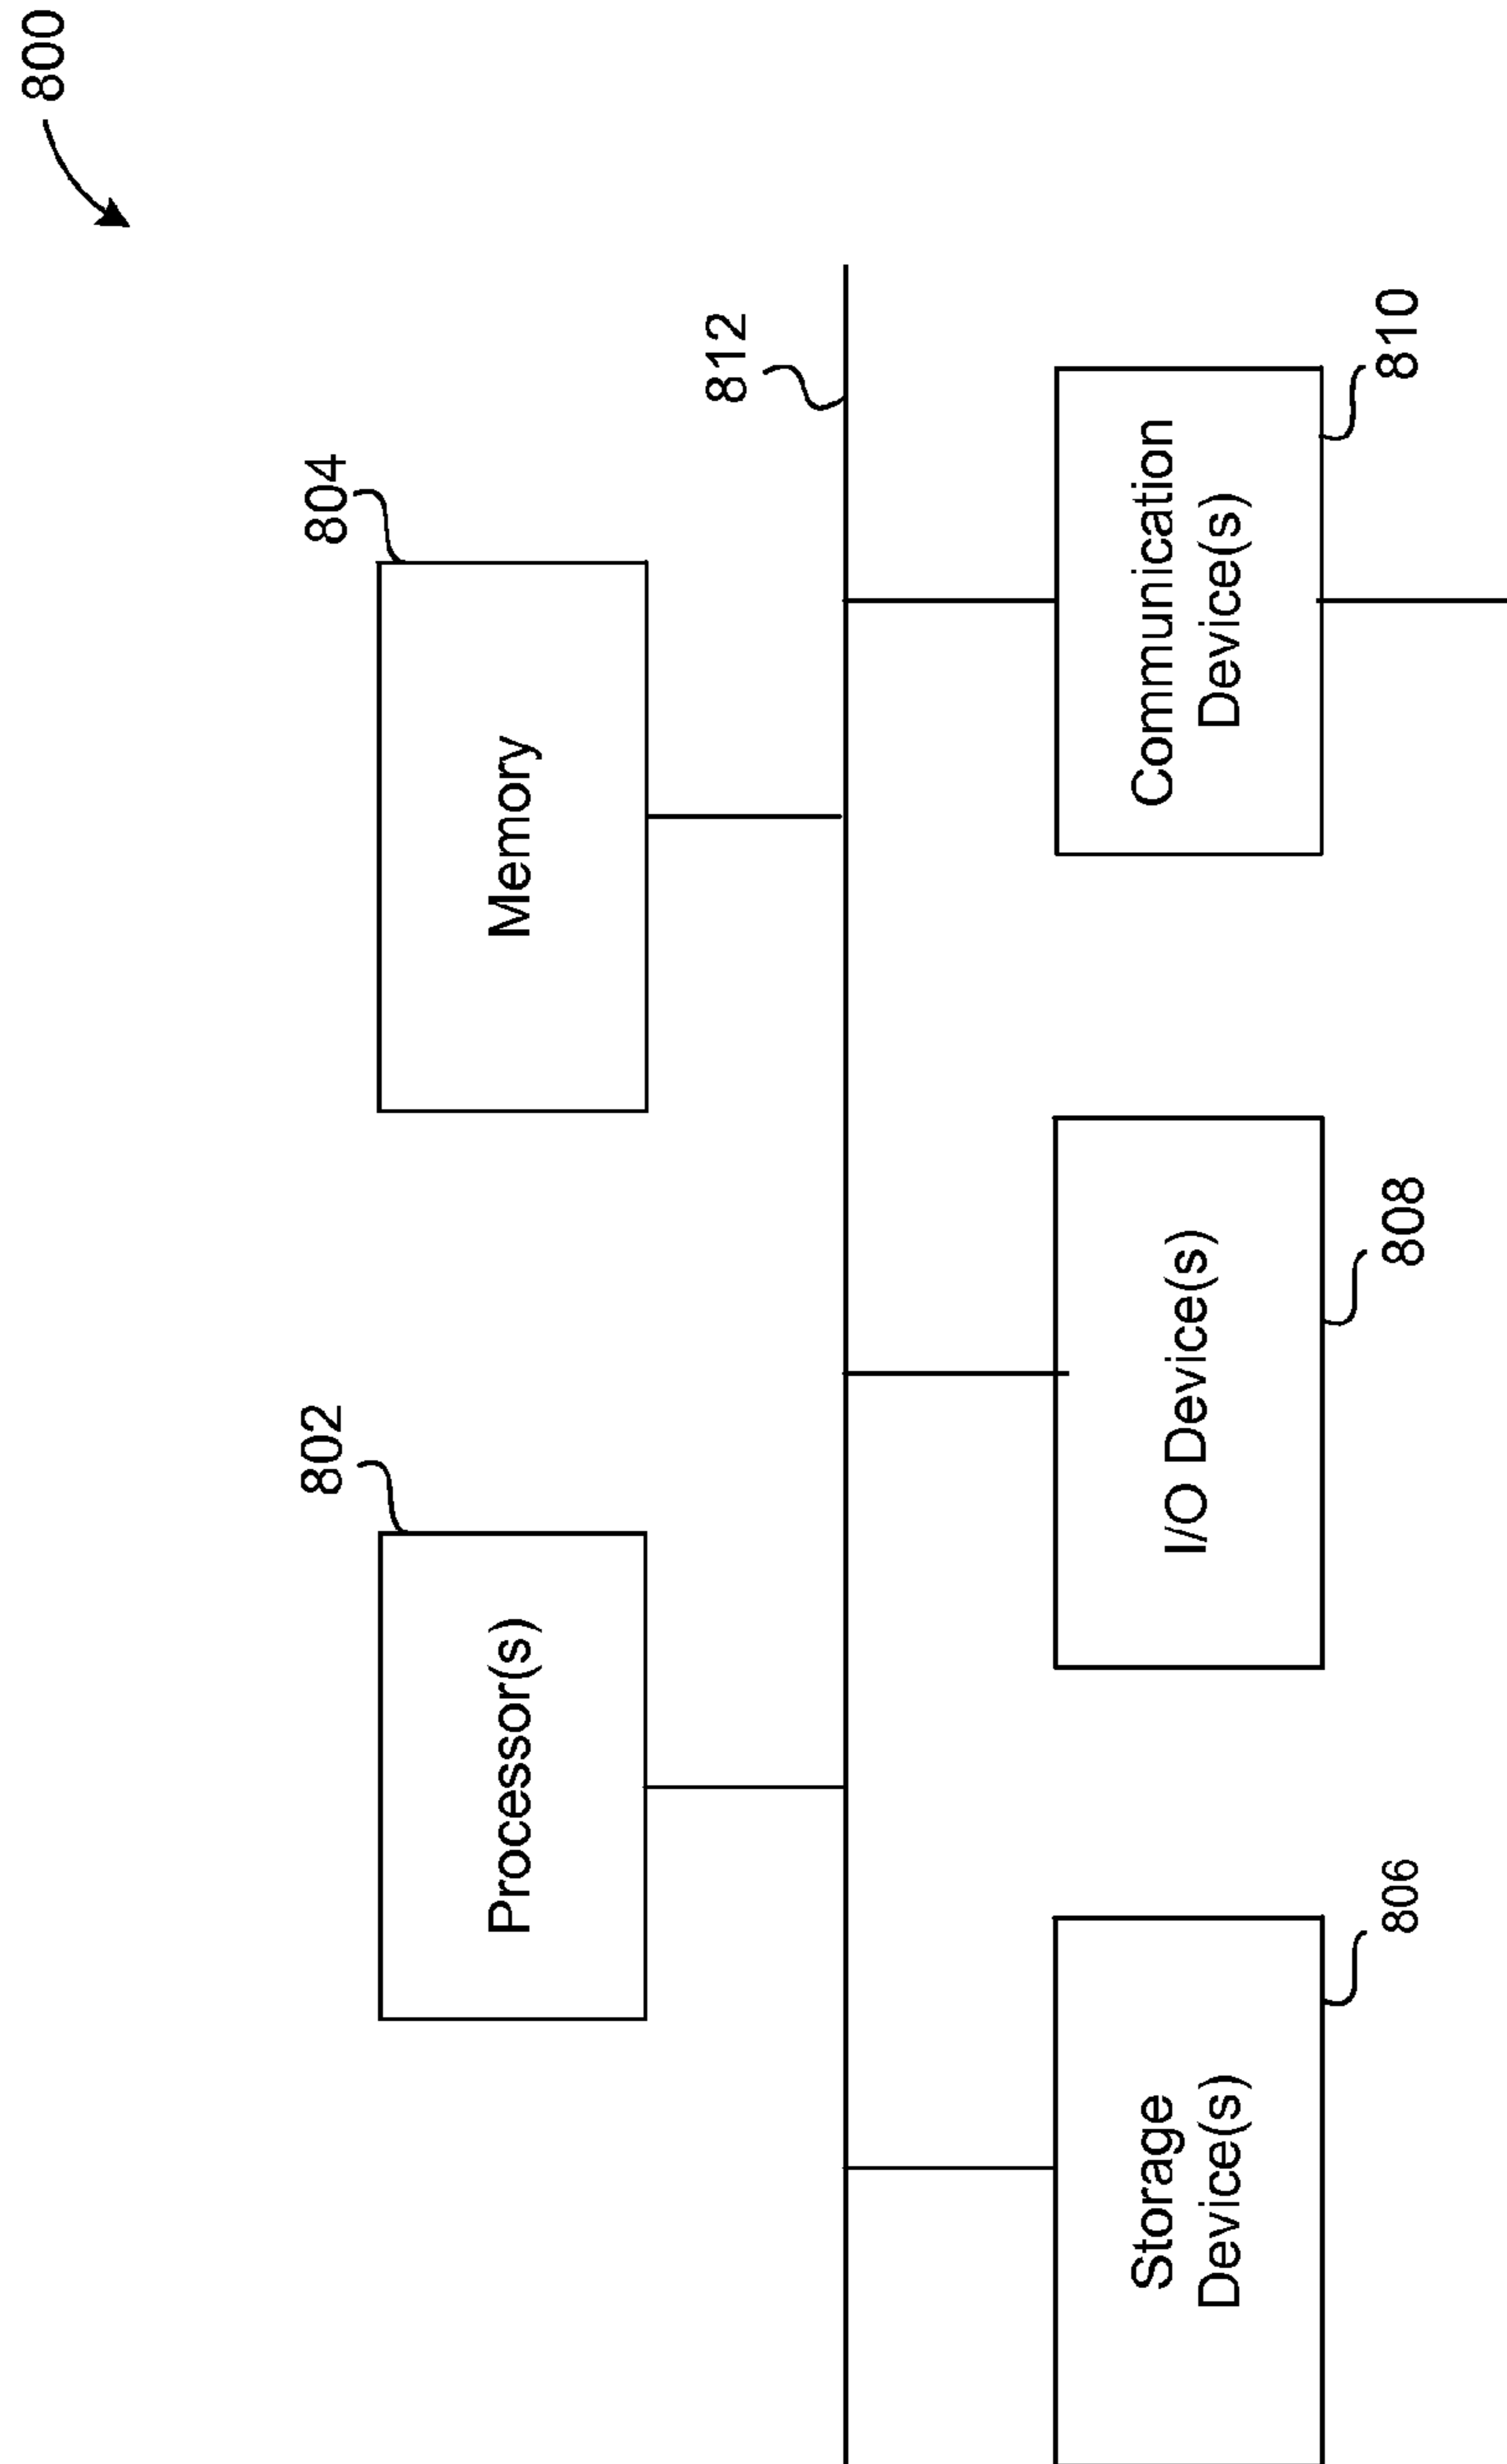 800
802
Processor(s)
804
Memory
812
Storage
Device(s)
806
I/O Device(s)
808
Communication
Device(s)
810